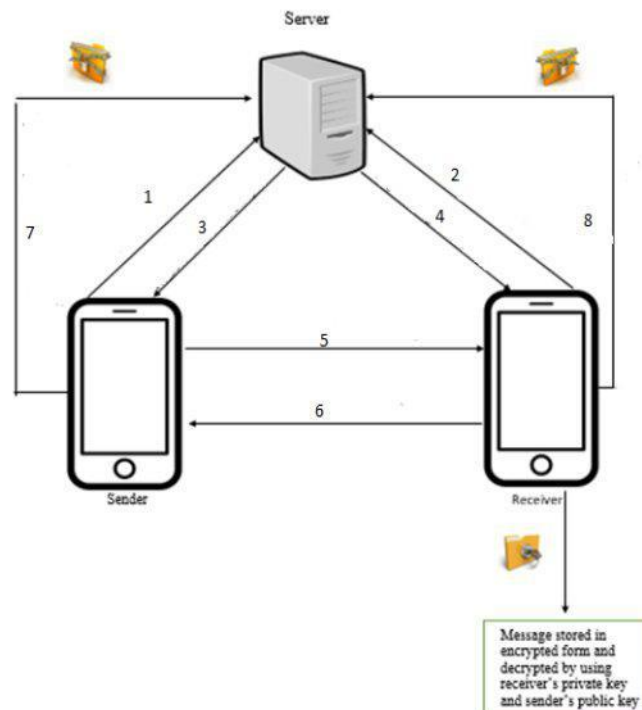 Server
1
2
3
4
7
8
5
6
Sender
Receiver
Message stored in
encrypted form and
decrypted by using
receiver's private key
and sender's public key